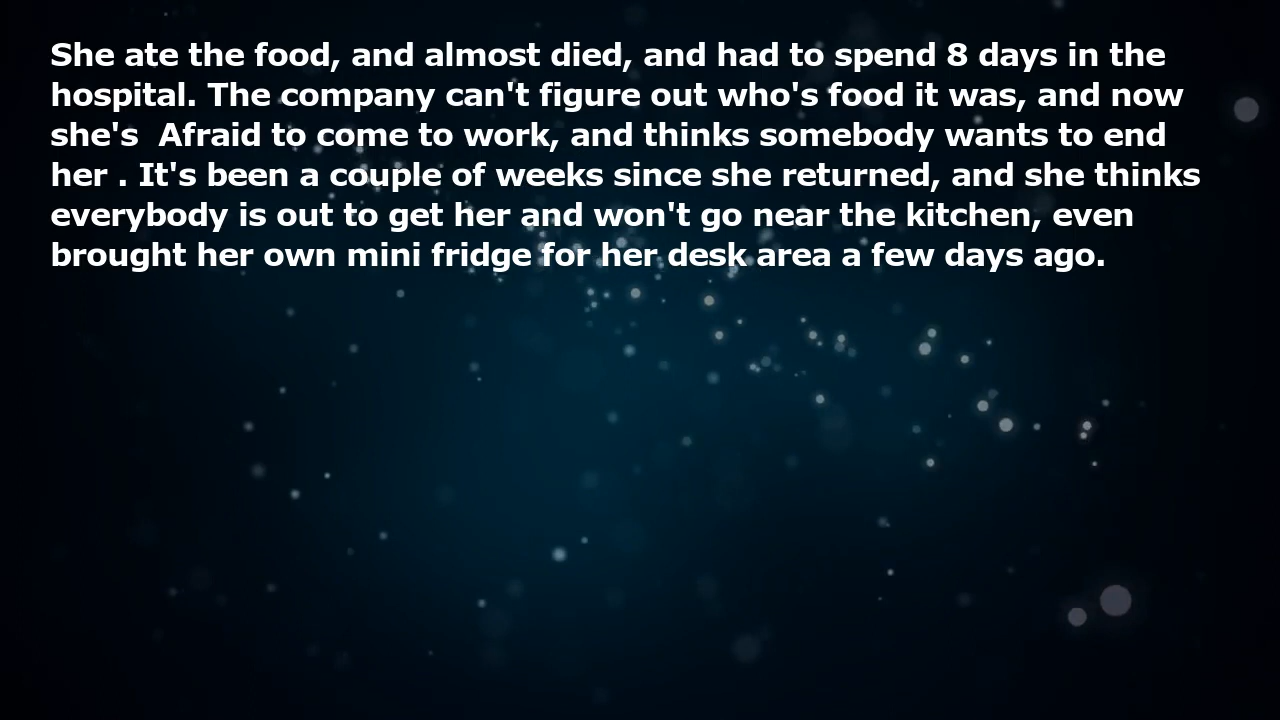 She ate the food, and almost died, and had to spend 8 days in the
hospital. The company can't figure out who's food it was, and now
she's  Afraid to come to work, and thinks somebody wants to end
her . It's been a couple of weeks since she returned, and she thinks
everybody is out to get her and won't go near the kitchen, even
brought her own mini fridge for her desk area a few days ago.